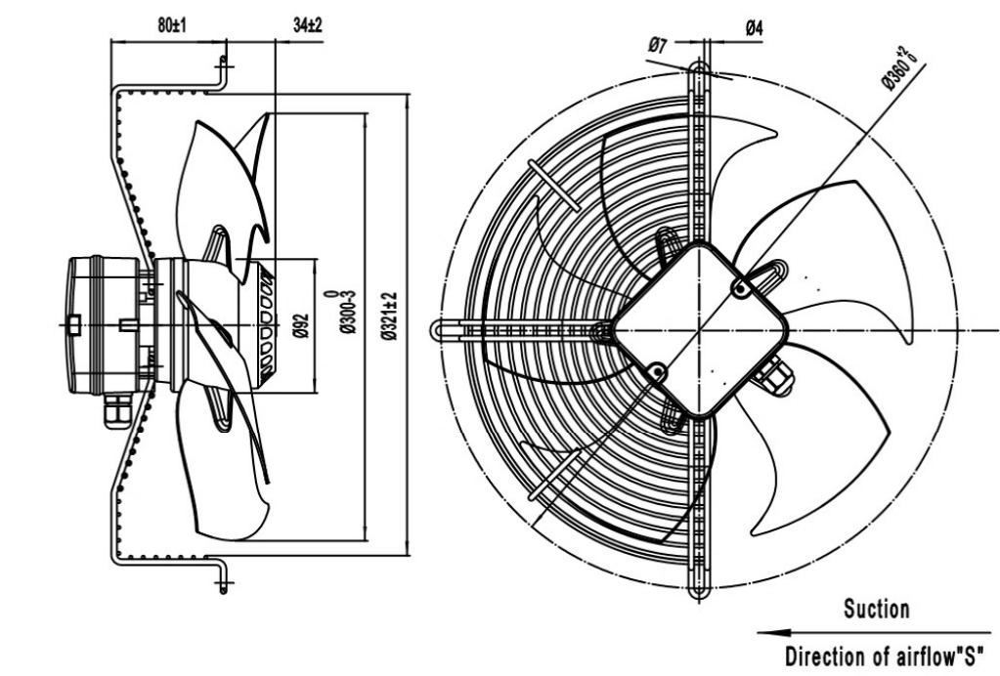 80±1
34±2
Ø4
Ø7
Ø360 +2 0
Ø92
Ø300 0 -3
Ø321±2
Suction
Direction of airflow"S"